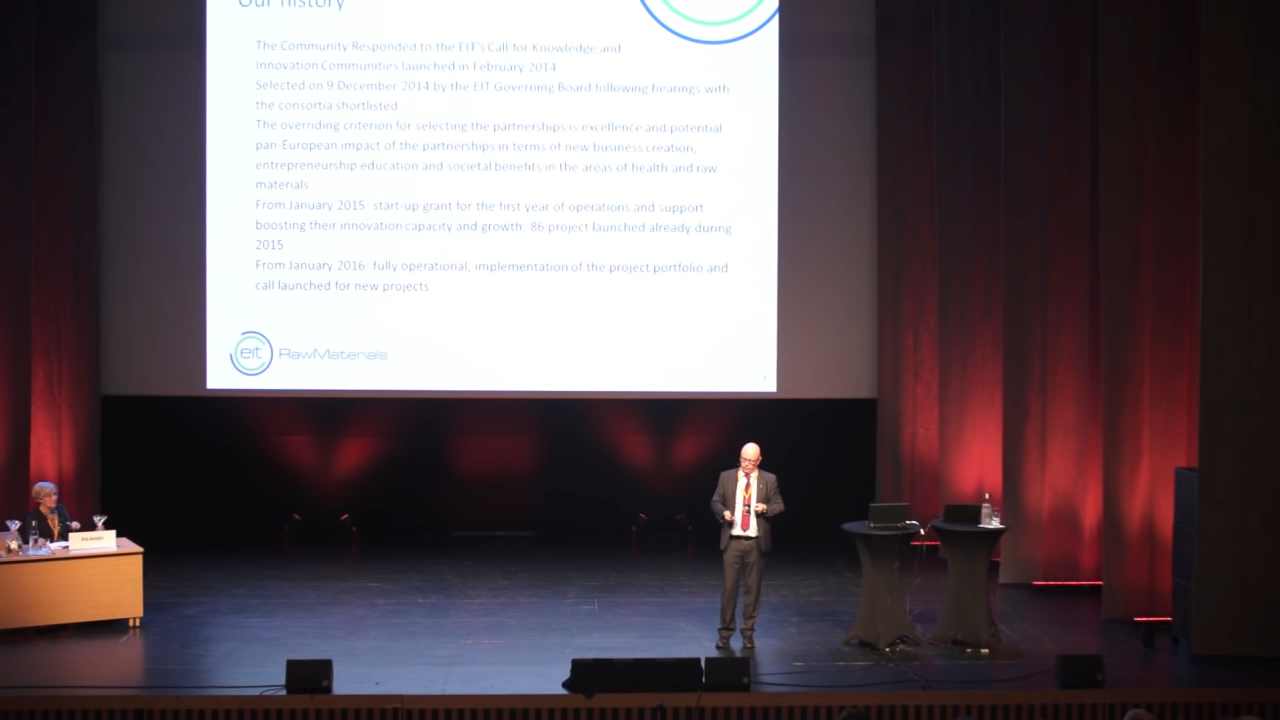 Our history
The Community Responded to the EIT's Call for Knowledge and
Innovation Communities launched in February 2014
Selected on 9 December 2014 by the EIT Governing Board following hearings with
the consortia shortlisted
The overriding criterion for selecting the partnerships is excellence and potential
pan-European impact of the partnerships in terms of new business creation,
entrepreneurship education and societal benefits in the areas of health and raw
materials
From January 2015: start-up grant for the first year of operations and support
boosting their innovation capacity and growth. 86 project launched already during
2015
From January 2016: fully operational, implementation of the project portfolio and
call launched for new projects
eit RawMaterials